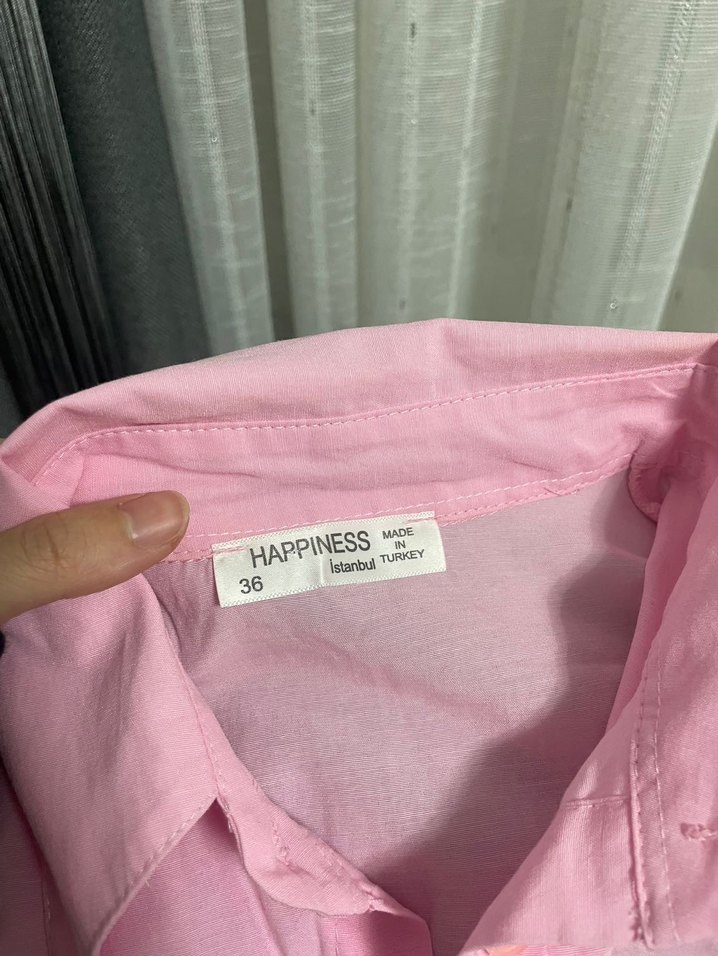 HAPPINESS
İstanbul
36
MADE
IN
TURKEY